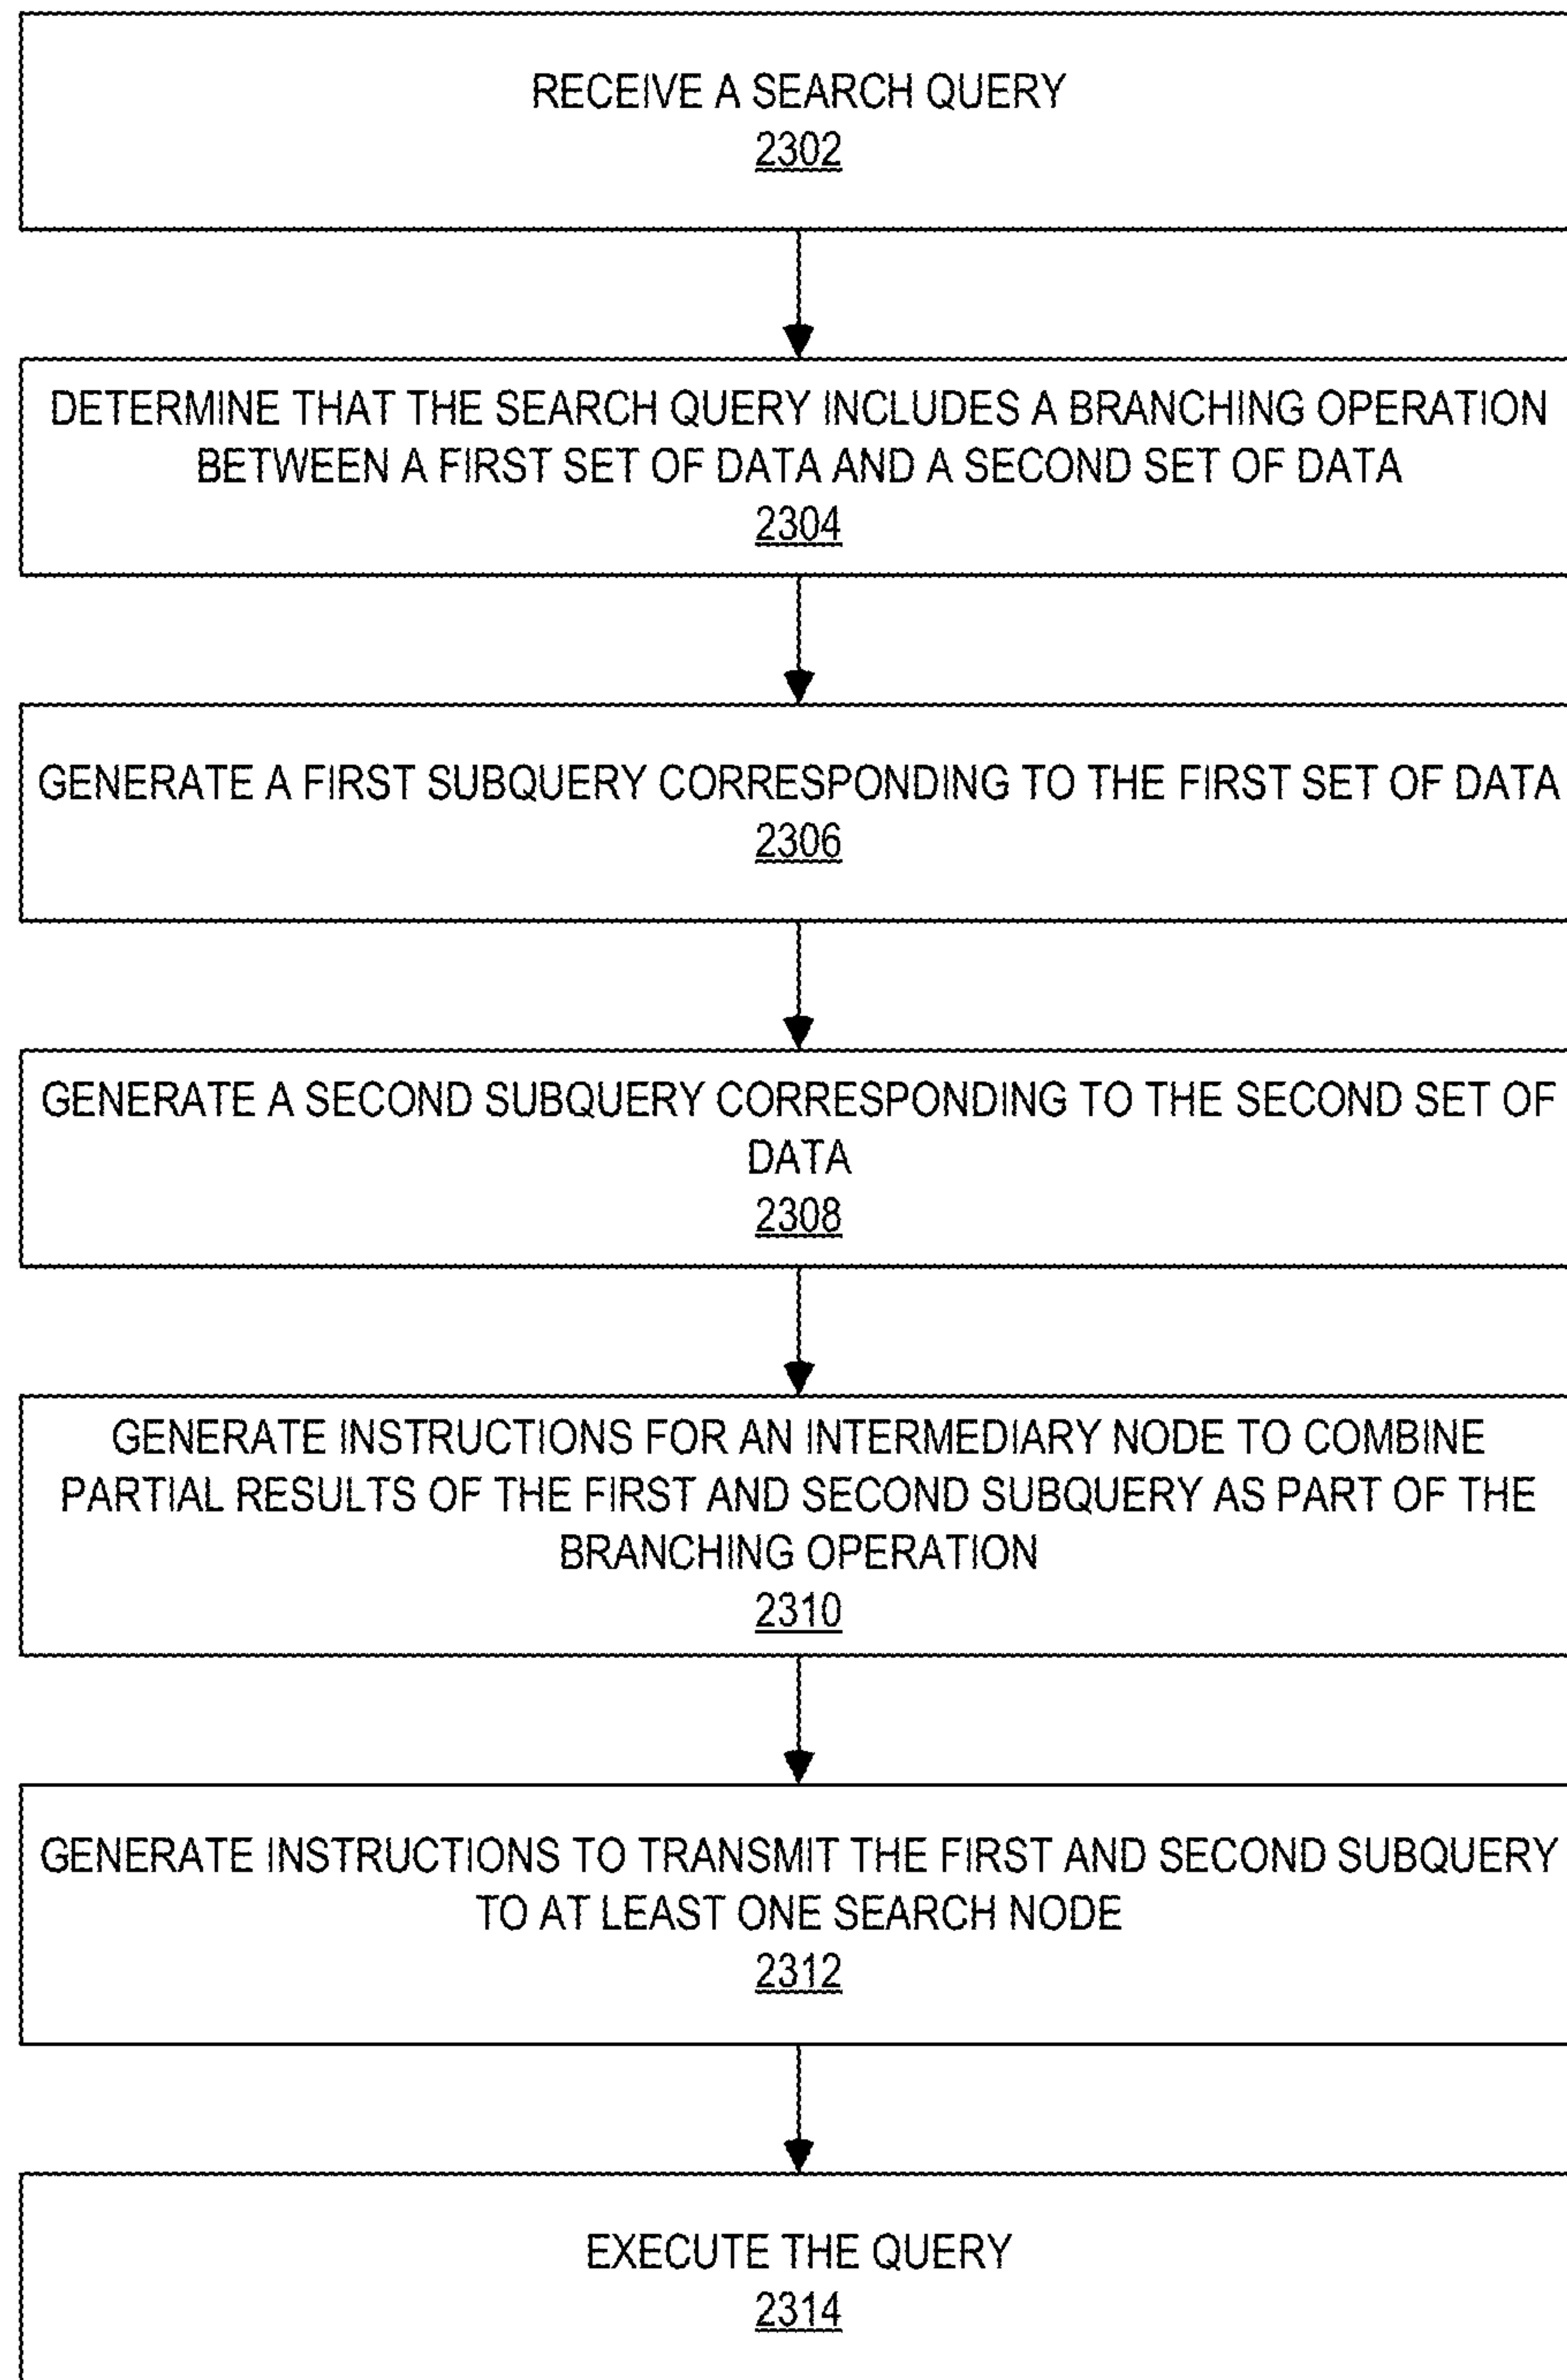 RECEIVE A SEARCH QUERY
2302
DETERMINE THAT THE SEARCH QUERY INCLUDES A BRANCHING OPERATION
BETWEEN A FIRST SET OF DATA AND A SECOND SET OF DATA
2304
GENERATE A FIRST SUBQUERY CORRESPONDING TO THE FIRST SET OF DATA
2306
GENERATE A SECOND SUBQUERY CORRESPONDING TO THE SECOND SET OF
DATA
2308
GENERATE INSTRUCTIONS FOR AN INTERMEDIARY NODE TO COMBINE
PARTIAL RESULTS OF THE FIRST AND SECOND SUBQUERY AS PART OF THE
BRANCHING OPERATION
2310
GENERATE INSTRUCTIONS TO TRANSMIT THE FIRST AND SECOND SUBQUERY
TO AT LEAST ONE SEARCH NODE
2312
EXECUTE THE QUERY
2314